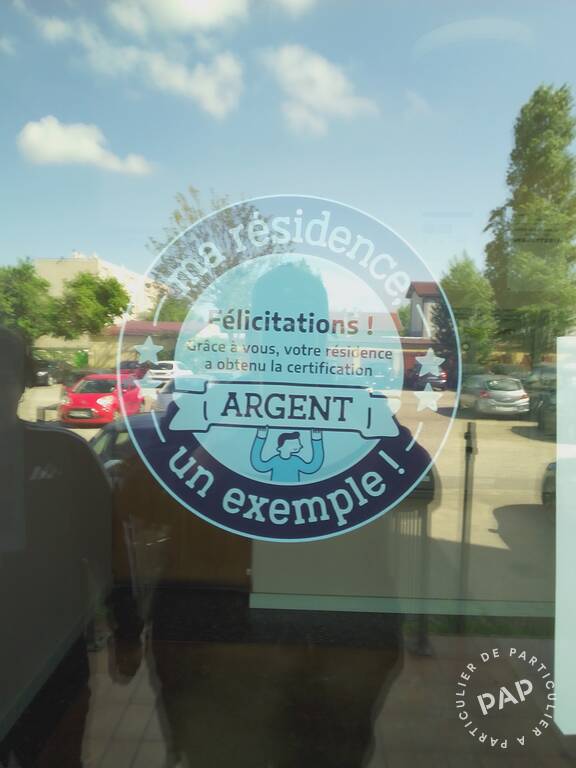 ma résidence,
Félicitations !
Grâce à vous, votre résidence
a obtenu la certification
ARGENT
un exemple !
DE PARTICULIER A PARTICULIER
PAP